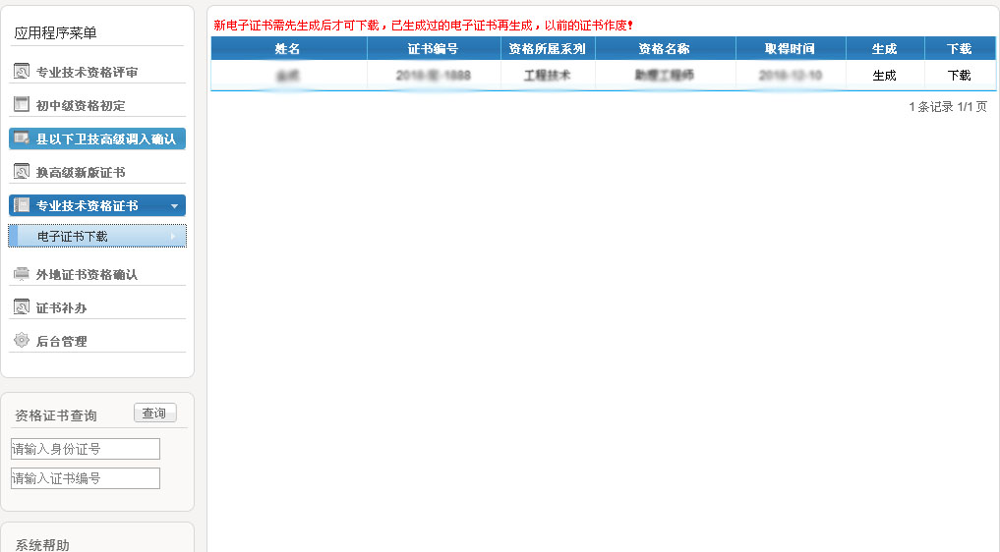 应用程序菜单
专业技术资格评审
初中级资格初定
县以下卫技高级调入确认
换高级新版证书
专业技术资格证书
电子证书下载
外地证书资格确认
证书补办
后台管理
资格证书查询 查询
请输入身份证号
请输入证书编号
系统帮助
新电子证书需先生成后才可下载，已生成过的电子证书再生成，以前的证书作废！
姓名 证书编号 资格所属系列 资格名称 取得时间 生成 下载
工程技术 助理工程师 2018-12-10 生成 下载
1 条记录 1/1 页